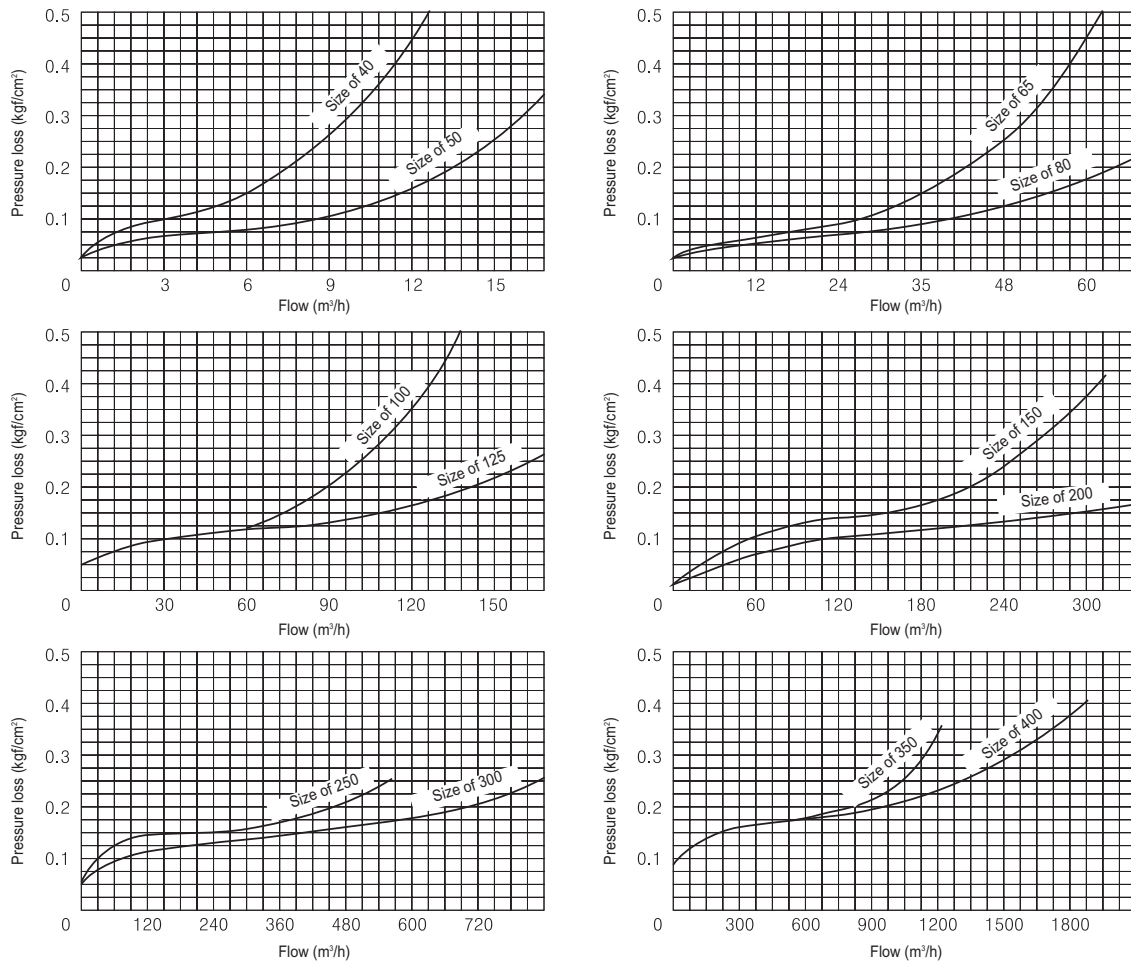 Pressure loss (kgf/cm²)
0.5
0.4
0.3
0.2
0.1
0
Size of 40
Size of 50
3 6 9 12 15
Flow (m³/h)
Pressure loss (kgf/cm²)
0.5
0.4
0.3
0.2
0.1
0
Size of 65
Size of 80
12 24 35 48 60
Flow (m³/h)
Pressure loss (kgf/cm²)
0.5
0.4
0.3
0.2
0.1
0
Size of 100
Size of 125
30 60 90 120 150
Flow (m³/h)
Pressure loss (kgf/cm²)
0.5
0.4
0.3
0.2
0.1
0
Size of 150
Size of 200
60 120 180 240 300
Flow (m³/h)
Pressure loss (kgf/cm²)
0.5
0.4
0.3
0.2
0.1
0
Size of 250
Size of 300
120 240 360 480 600 720
Flow (m³/h)
Pressure loss (kgf/cm²)
0.5
0.4
0.3
0.2
0.1
0
Size of 350
Size of 400
300 600 900 1200 1500 1800
Flow (m³/h)